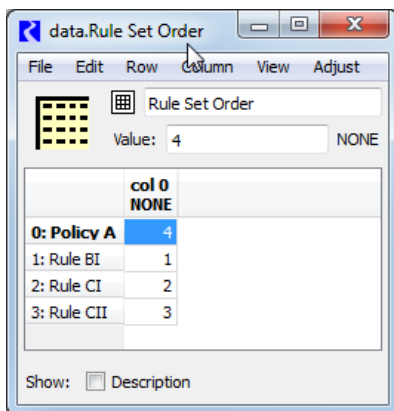 data.Rule Set Order
File Edit Row Column View Adjust
Rule Set Order
Value: 4 NONE
col 0
NONE
0: Policy A 4
1: Rule BI 1
2: Rule CI 2
3: Rule CII 3
Show: Description